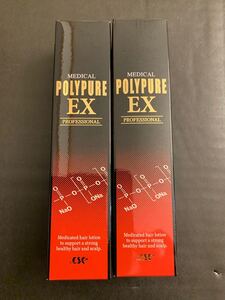 MEDICAL
POLYPURE
EX
PROFESSIONAL
NaO
ONa
Medicated hair lotion
to support a strong
healthy hair and scalp.
CSC
MEDICAL
POLYPURE
EX
PROFESSIONAL
NaO
ONa
Medicated hair lotion
to support a strong
healthy hair and scalp.
CSC